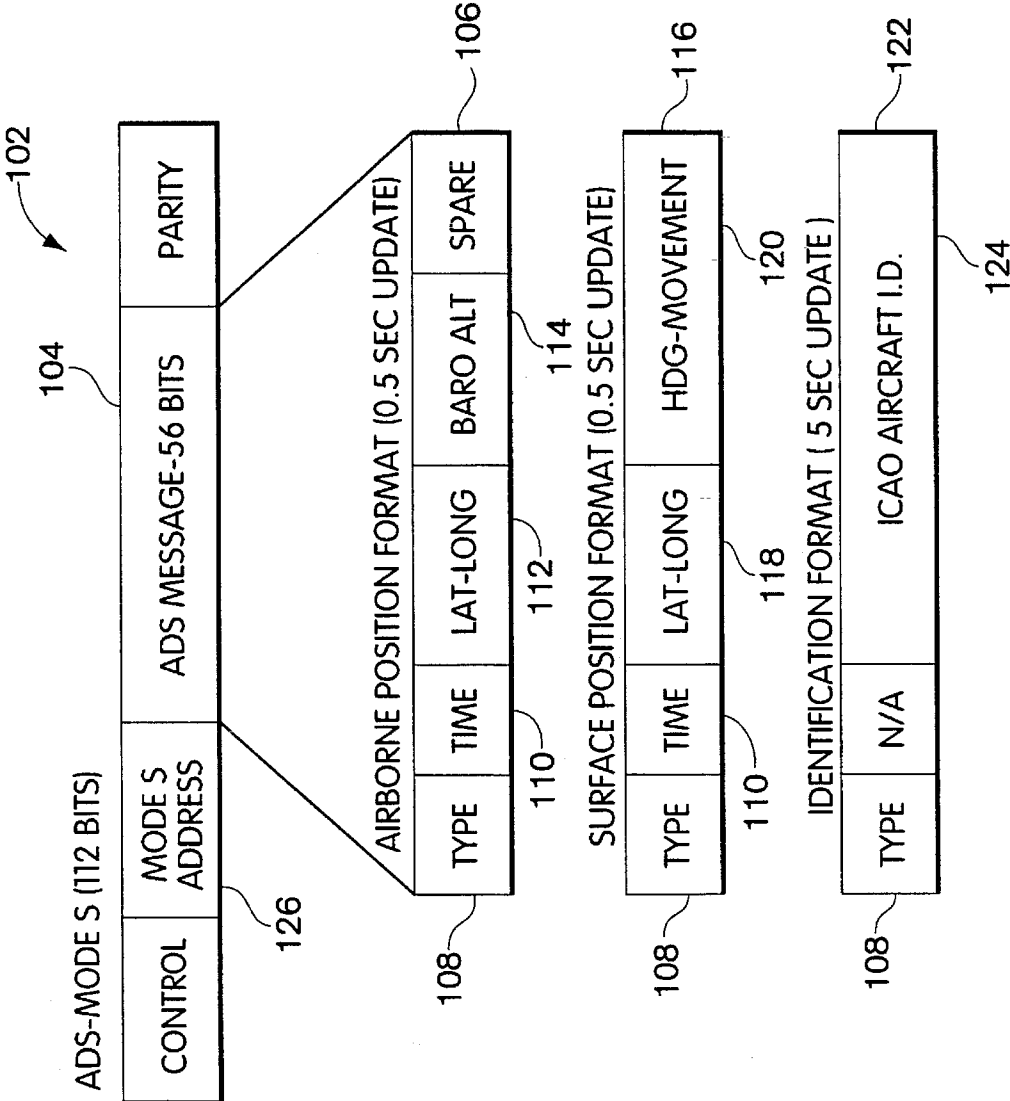 102
ADS-MODE S (112 BITS)
104
CONTROL
MODE S
ADDRESS
ADS MESSAGE-56 BITS
PARITY
126
AIRBORNE POSITION FORMAT (0.5 SEC UPDATE)
108
TYPE
TIME
LAT-LONG
BARO ALT
SPARE
106
110
112
114
SURFACE POSITION FORMAT (0.5 SEC UPDATE)
108
TYPE
TIME
LAT-LONG
HDG-MOVEMENT
116
110
118
120
IDENTIFICATION FORMAT ( 5 SEC UPDATE )
108
TYPE
N/A
ICAO AIRCRAFT I.D.
122
124